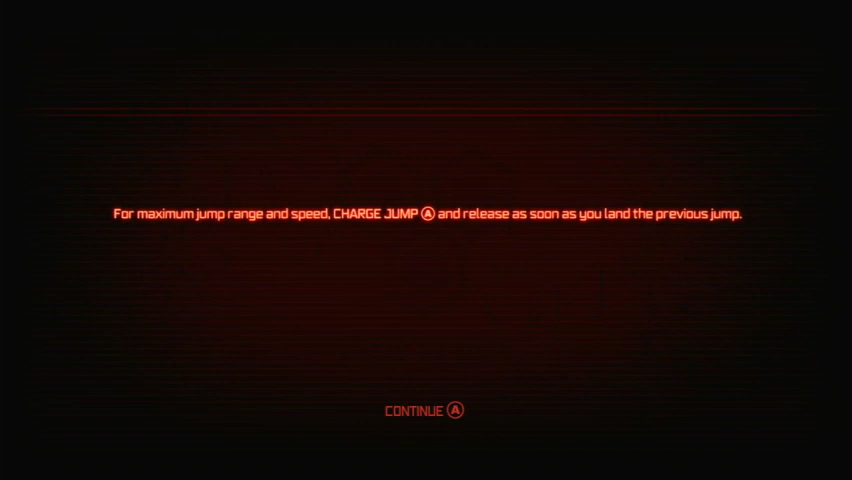 For maximum jump range and speed, CHARGE JUMP Ⓐ and release as soon as you land the previous jump.
CONTINUE Ⓐ